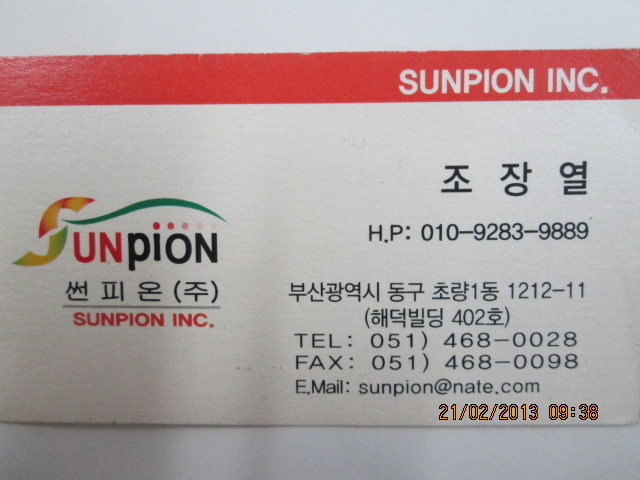 SUNPION INC.
조 장 열
H.P: 010-9283-9889
SUNPION
썬 피 온 (주)
SUNPION INC.
부산광역시 동구 초량1동 1212-11
(해덕빌딩 402호)
TEL: 051) 468-0028
FAX: 051) 468-0098
E.Mail: sunpion@nate.com
21/02/2013 09:38